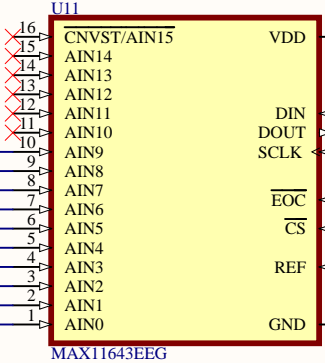 U11
16 CNVST/AIN15 VDD
15 AIN14
14 AIN13
13 AIN12
12 AIN11 DIN
11 AIN10 DOUT
10 AIN9 SCLK
9 AIN8
8 AIN7 EOC
7 AIN6
6 AIN5 CS
5 AIN4
4 AIN3 REF
3 AIN2
2 AIN1
1 AIN0 GND
MAX11643EEG